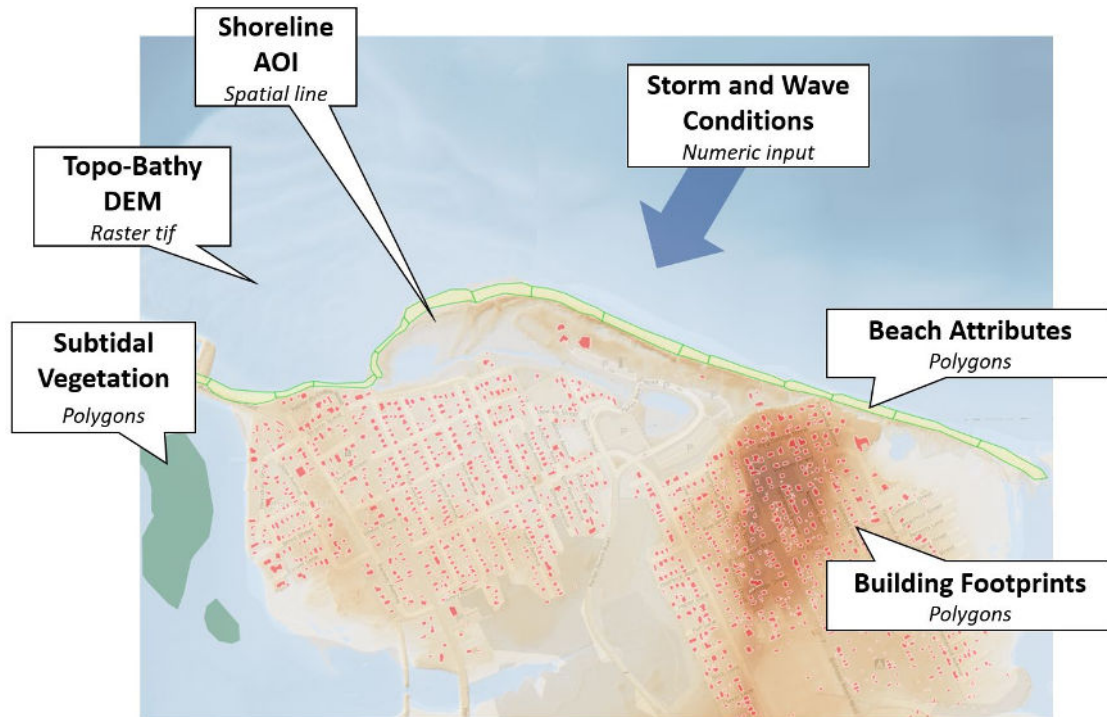 Shoreline
AOI
Spatial line
Storm and Wave
Conditions
Numeric input
Topo-Bathy
DEM
Raster tif
Subtidal
Vegetation
Polygons
Beach Attributes
Polygons
Building Footprints
Polygons